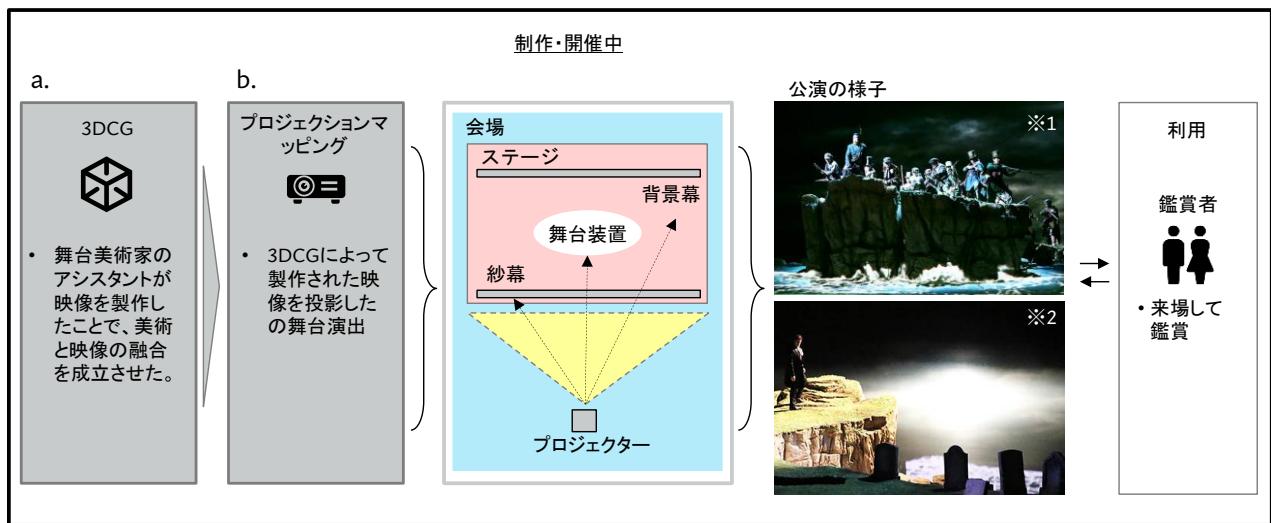 制作・開催中
a.
3DCG
• 舞台美術家の
アシスタントが
映像を製作し
たことで、美術
と映像の融合
を成立させた。
b.
プロジェクションマ
ッピング
• 3DCGによって
製作された映
像を投影した
の舞台演出
会場
ステージ
背景幕
舞台装置
紗幕
プロジェクター
公演の様子
※1
※2
利用
鑑賞者
• 来場して
鑑賞